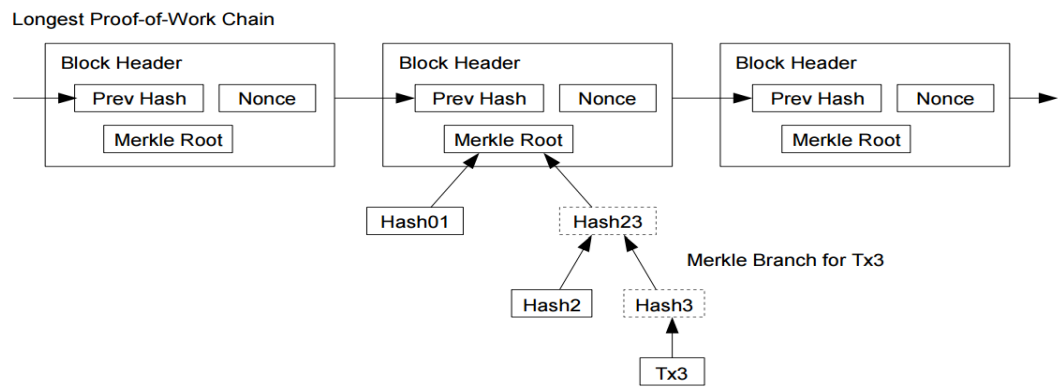 Longest Proof-of-Work Chain
Block Header
Prev Hash Nonce
Merkle Root
Block Header
Prev Hash Nonce
Merkle Root
Block Header
Prev Hash Nonce
Merkle Root
Hash01
Hash23
Merkle Branch for Tx3
Hash2
Hash3
Tx3